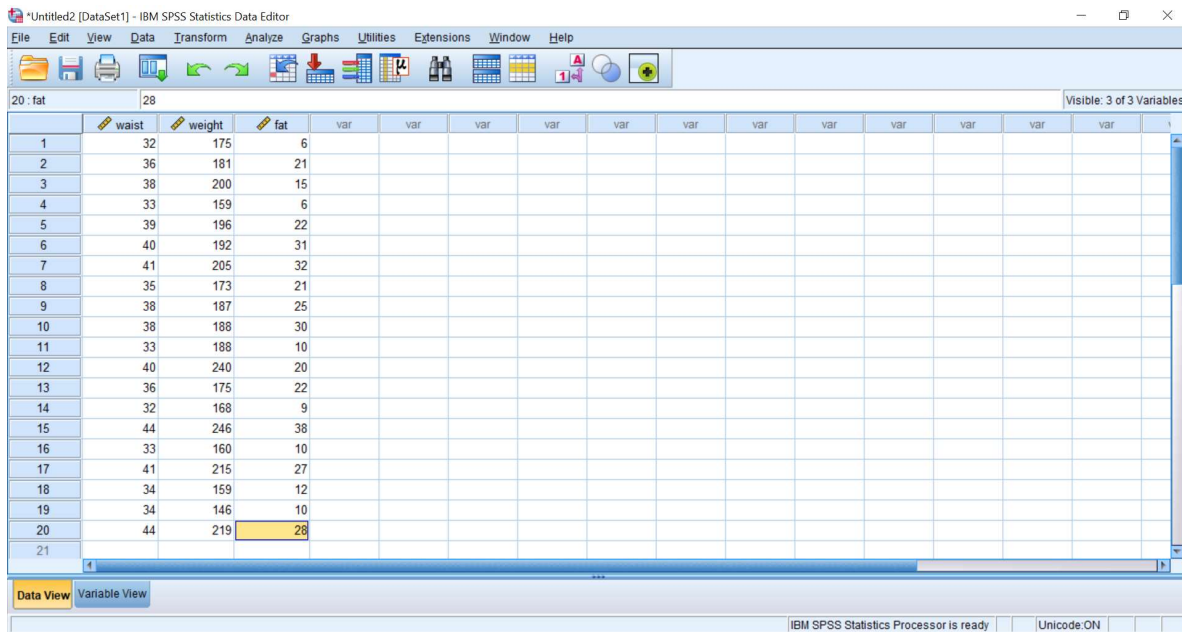 *Untitled2 [DataSet1] - IBM SPSS Statistics Data Editor
File Edit View Data Transform Analyze Graphs Utilities Extensions Window Help
20 : fat 28 Visible: 3 of 3 Variables
waist weight fat var var var var var var var var var var var var
1 32 175 6
2 36 181 21
3 38 200 15
4 33 159 6
5 39 196 22
6 40 192 31
7 41 205 32
8 35 173 21
9 38 187 25
10 38 188 30
11 33 188 10
12 40 240 20
13 36 175 22
14 32 168 9
15 44 246 38
16 33 160 10
17 41 215 27
18 34 159 12
19 34 146 10
20 44 219 28
21
Data View Variable View
IBM SPSS Statistics Processor is ready Unicode:ON